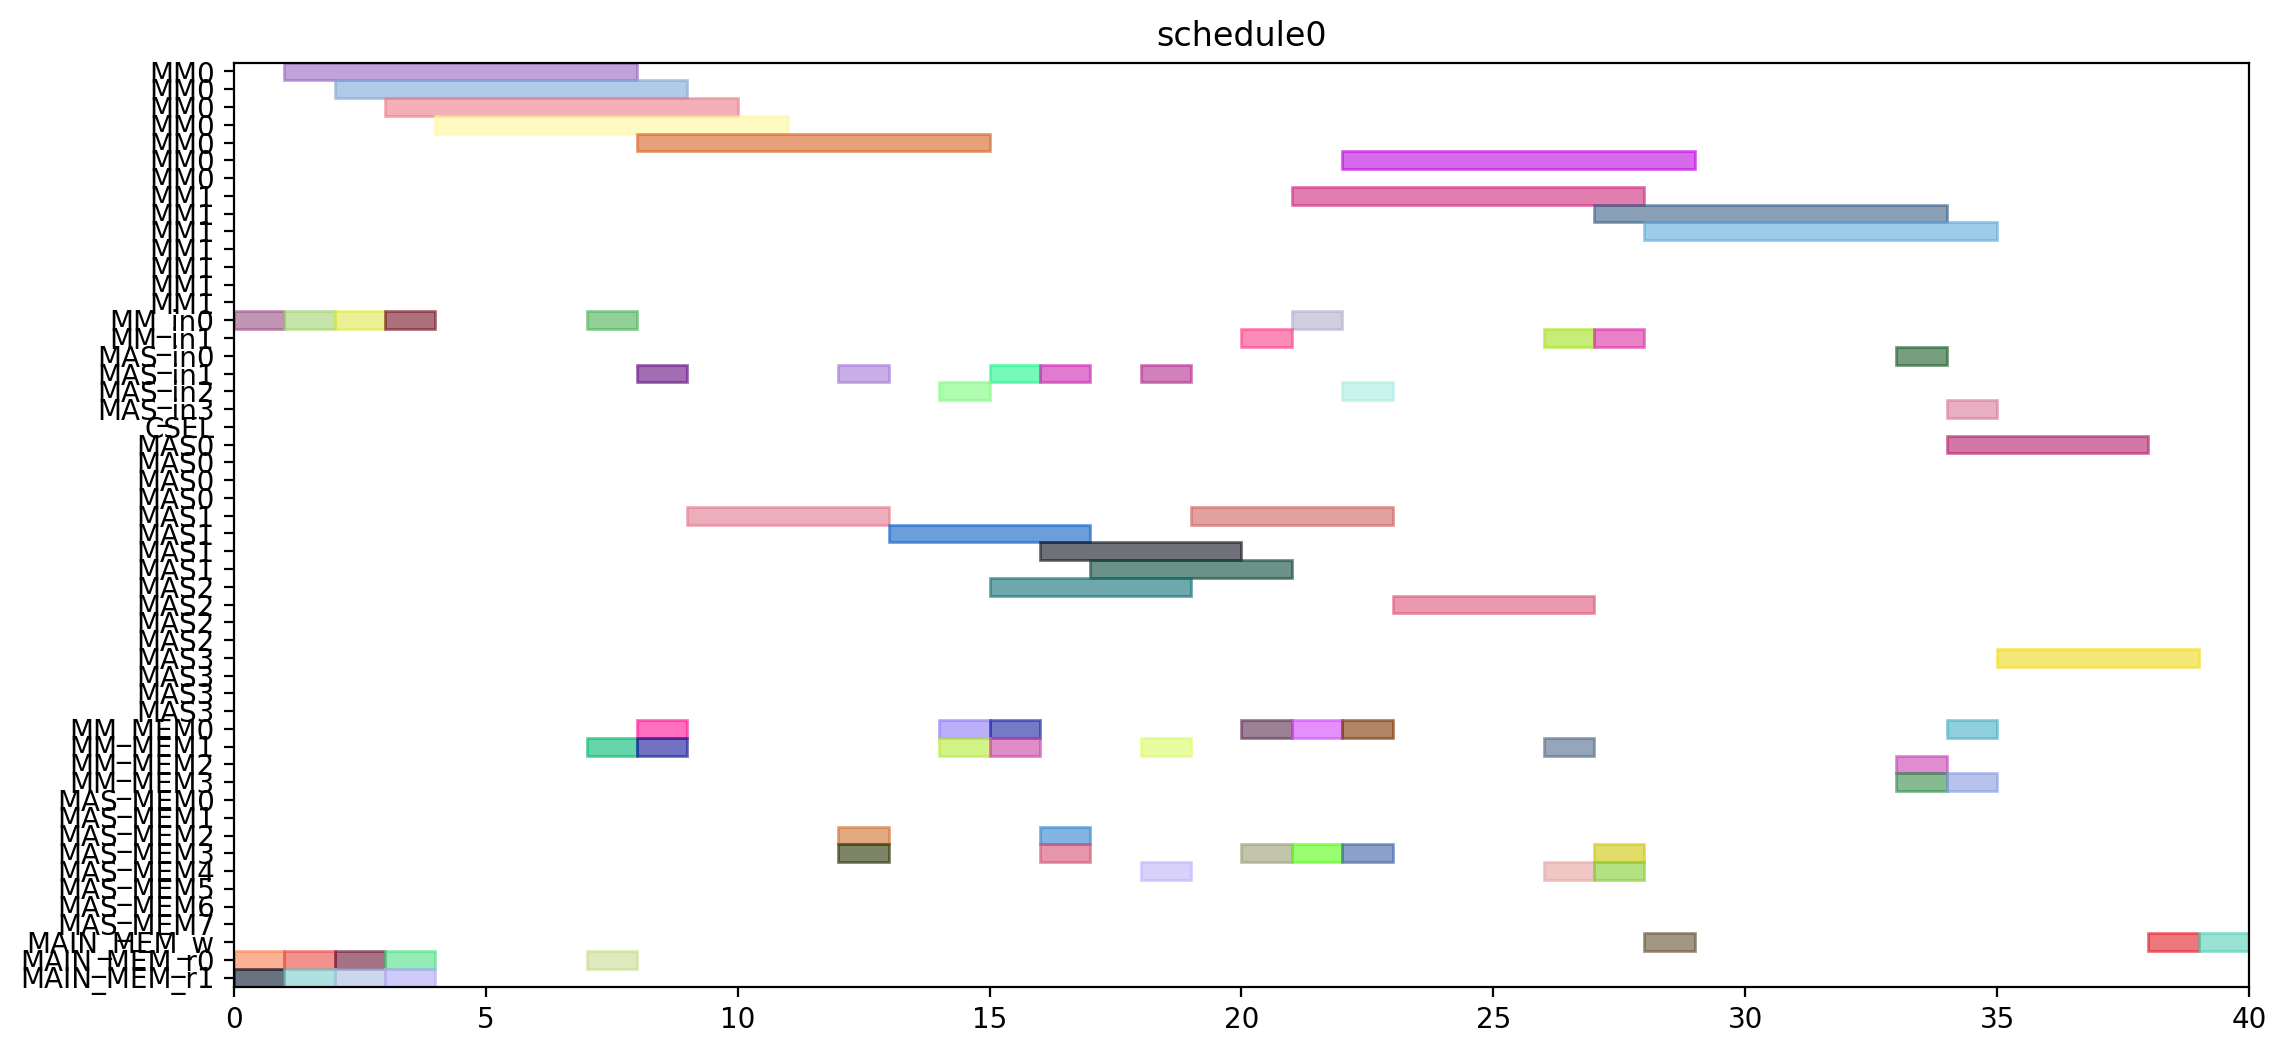 schedule0
MM0
MM0
MM0
MM0
MM0
MM0
MM0
MM1
MM1
MM1
MM1
MM1
MM1
MM1
MM_in0
MM_in1
MAS_in0
MAS_in1
MAS_in2
MAS_in3
CSEL
MAS0
MAS0
MAS0
MAS0
MAS1
MAS1
MAS1
MAS1
MAS2
MAS2
MAS2
MAS2
MAS3
MAS3
MAS3
MAS3
MM_MEM0
MM_MEM1
MM_MEM2
MM_MEM3
MAS_MEM0
MAS_MEM1
MAS_MEM2
MAS_MEM3
MAS_MEM4
MAS_MEM5
MAS_MEM6
MAS_MEM7
MAIN_MEM_w
MAIN_MEM_r0
MAIN_MEM_r1
0 5 10 15 20 25 30 35 40